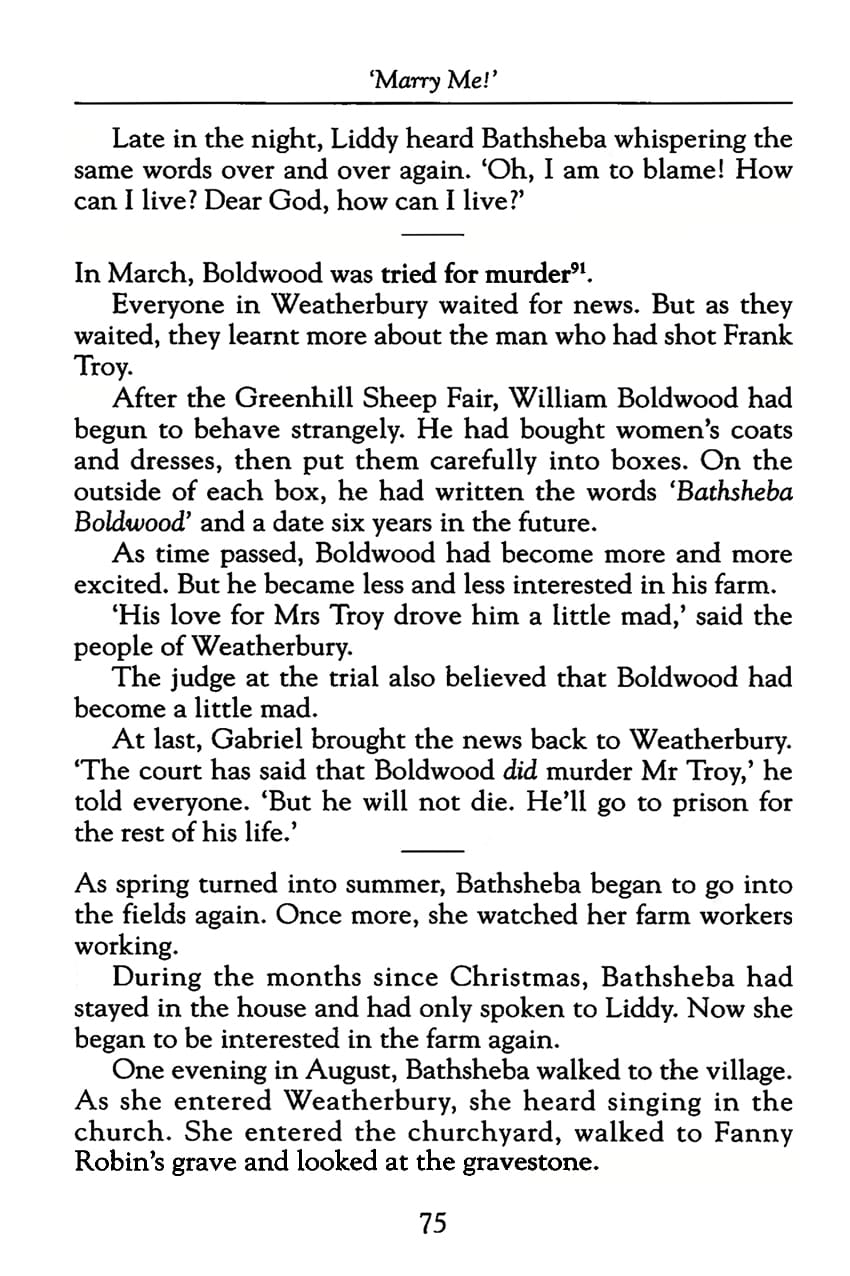 ‘Marry Me!’
Late in the night, Liddy heard Bathsheba whispering the
same words over and over again. ‘Oh, I am to blame! How
can I live? Dear God, how can I live?’
In March, Boldwood was tried for murder⁹¹.
Everyone in Weatherbury waited for news. But as they
waited, they learnt more about the man who had shot Frank
Troy.
After the Greenhill Sheep Fair, William Boldwood had
begun to behave strangely. He had bought women’s coats
and dresses, then put them carefully into boxes. On the
outside of each box, he had written the words ‘Bathsheba
Boldwood’ and a date six years in the future.
As time passed, Boldwood had become more and more
excited. But he became less and less interested in his farm.
‘His love for Mrs Troy drove him a little mad,’ said the
people of Weatherbury.
The judge at the trial also believed that Boldwood had
become a little mad.
At last, Gabriel brought the news back to Weatherbury.
‘The court has said that Boldwood did murder Mr Troy,’ he
told everyone. ‘But he will not die. He’ll go to prison for
the rest of his life.’
As spring turned into summer, Bathsheba began to go into
the fields again. Once more, she watched her farm workers
working.
During the months since Christmas, Bathsheba had
stayed in the house and had only spoken to Liddy. Now she
began to be interested in the farm again.
One evening in August, Bathsheba walked to the village.
As she entered Weatherbury, she heard singing in the
church. She entered the churchyard, walked to Fanny
Robin’s grave and looked at the gravestone.
75